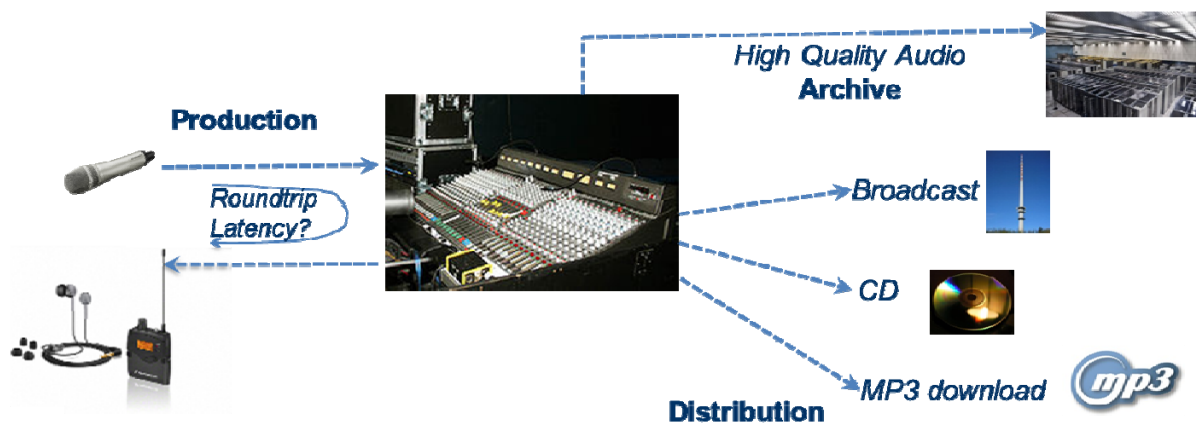 High Quality Audio
Archive
Production
Roundtrip
Latency?
Broadcast
CD
MP3 download
mp3
Distribution